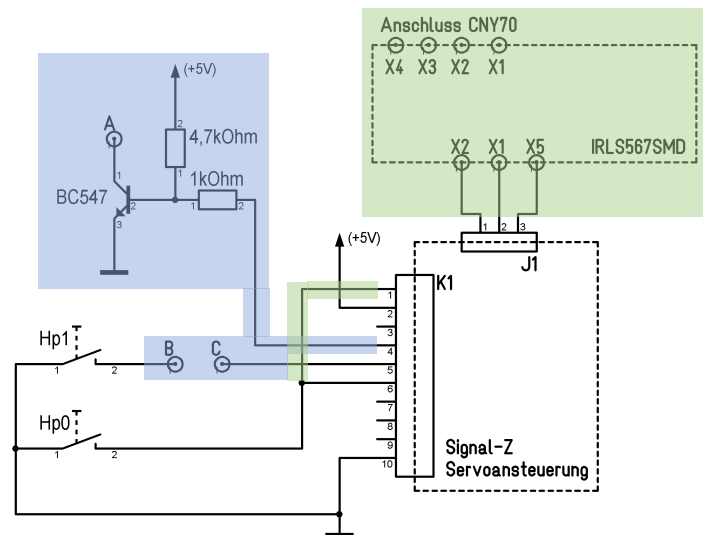 Anschluss CNY70
X4 X3 X2 X1
(+5V)
A
2
4,7kOhm
1
X2 X1 X5
IRLS567SMD
1kOhm
1
BC547
2
1 2
3
1 2 3
(+5V)
J1
K1
1
2
3
4
5
6
7
8
9
10
Hp1
1 2
B C
Hp0
1 2
Signal-Z
Servoansteuerung